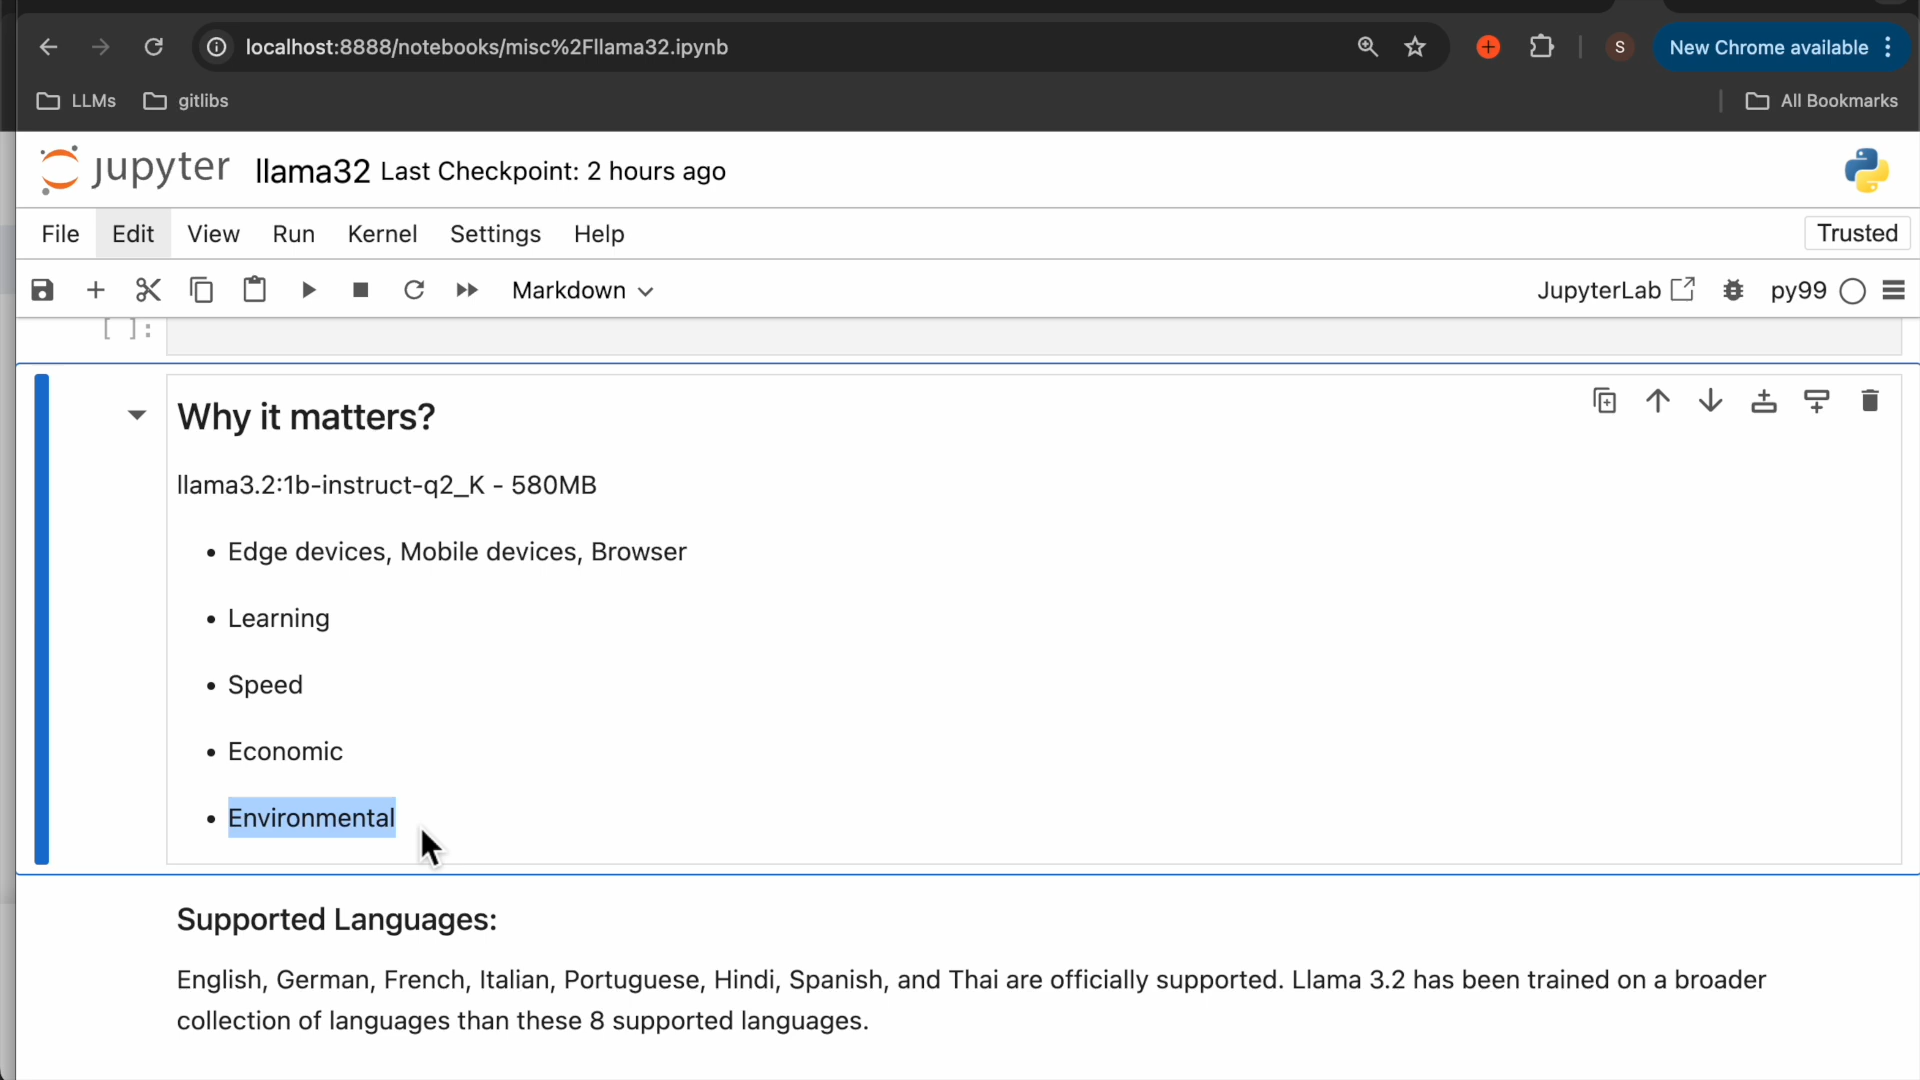 localhost:8888/notebooks/misc%2Fllama32.ipynb
S
New Chrome available
LLMs
gitlibs
All Bookmarks
jupyter
llama32 Last Checkpoint: 2 hours ago
File Edit View Run Kernel Settings Help
Trusted
Markdown
JupyterLab
py99
[ ]:
Why it matters?
llama3.2:1b-instruct-q2_K - 580MB
• Edge devices, Mobile devices, Browser
• Learning
• Speed
• Economic
• Environmental
Supported Languages:
English, German, French, Italian, Portuguese, Hindi, Spanish, and Thai are officially supported. Llama 3.2 has been trained on a broader
collection of languages than these 8 supported languages.